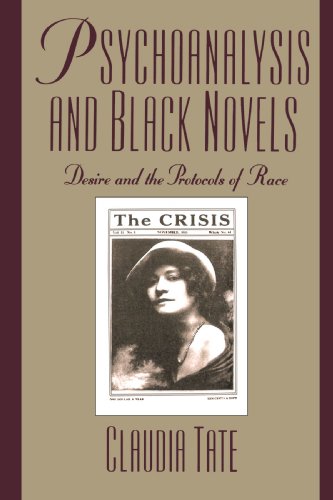 PSYCHOANALYSIS
AND BLACK NOVELS
Desire and the Protocols of Race
The CRISIS
CLAUDIA TATE